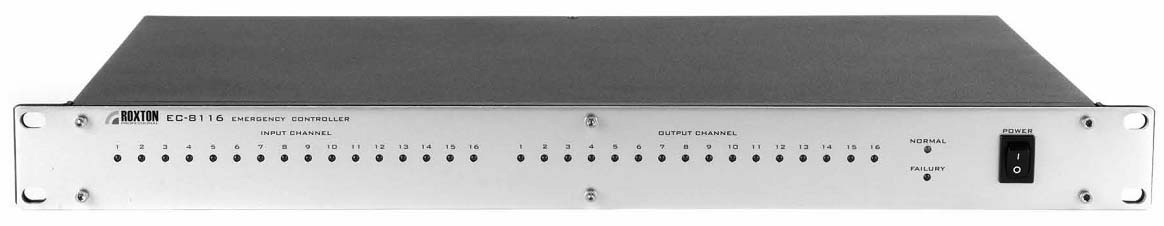 ROXTON EC-8116 EMERGENCY CONTROLLER
PROFESSIONAL
INPUT CHANNEL
1 2 3 4 5 6 7 8 9 10 11 12 13 14 15 16
OUTPUT CHANNEL
1 2 3 4 5 6 7 8 9 10 11 12 13 14 15 16
NORMAL
FAILURY
POWER
I
O